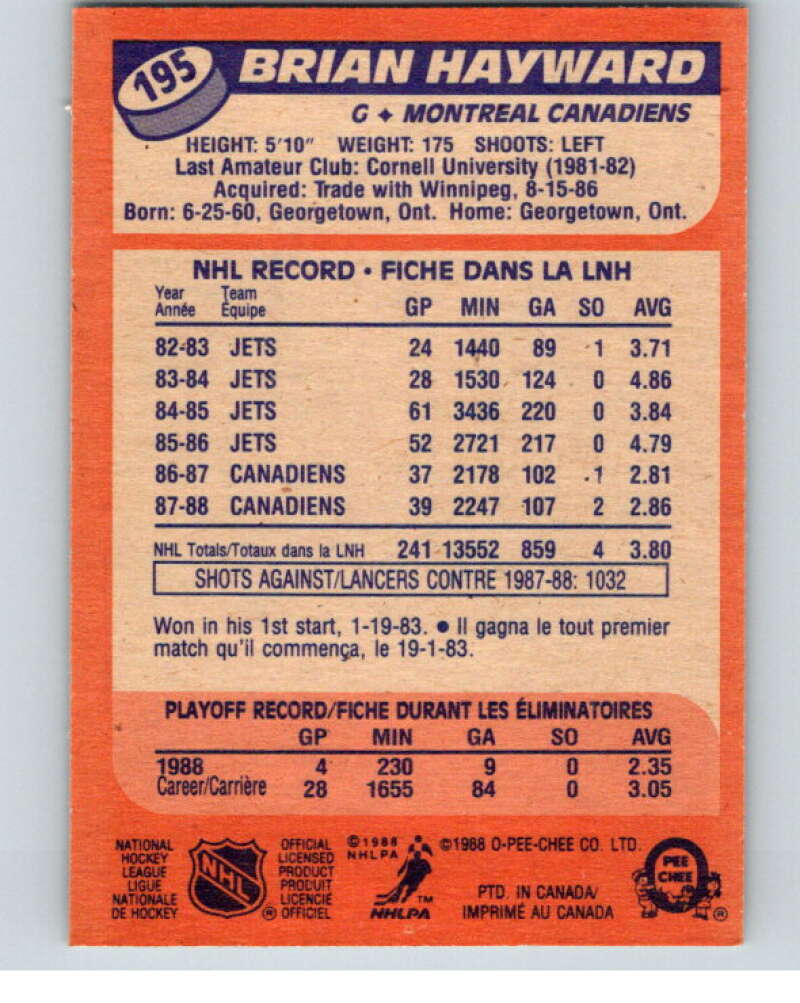 195 BRIAN HAYWARD
G ♦ MONTREAL CANADIENS
HEIGHT: 5'10" WEIGHT: 175 SHOOTS: LEFT
Last Amateur Club: Cornell University (1981-82)
Acquired: Trade with Winnipeg, 8-15-86
Born: 6-25-60, Georgetown, Ont. Home: Georgetown, Ont.
NHL RECORD • FICHE DANS LA LNH
Year Team
Année Équipe GP MIN GA SO AVG
82-83 JETS 24 1440 89 1 3.71
83-84 JETS 28 1530 124 0 4.86
84-85 JETS 61 3436 220 0 3.84
85-86 JETS 52 2721 217 0 4.79
86-87 CANADIENS 37 2178 102 1 2.81
87-88 CANADIENS 39 2247 107 2 2.86
NHL Totals/Totaux dans la LNH 241 13552 859 4 3.80
SHOTS AGAINST/LANCERS CONTRE 1987-88: 1032
Won in his 1st start, 1-19-83. ● Il gagna le tout premier
match qu'il commença, le 19-1-83.
PLAYOFF RECORD/FICHE DURANT LES ÉLIMINATOIRES
GP MIN GA SO AVG
1988 4 230 9 0 2.35
Career/Carrière 28 1655 84 0 3.05
NATIONAL
HOCKEY
LEAGUE
LIGUE
NATIONALE
DE HOCKEY
NHL
®
OFFICIAL
LICENSED
PRODUCT
PRODUIT
LICENCIÉ
OFFICIEL
©1988
NHLPA
TM
NHLPA
©1988 O-PEE-CHEE CO. LTD.
PTD. IN CANADA/
IMPRIMÉ AU CANADA
O
PEE
CHEE
®